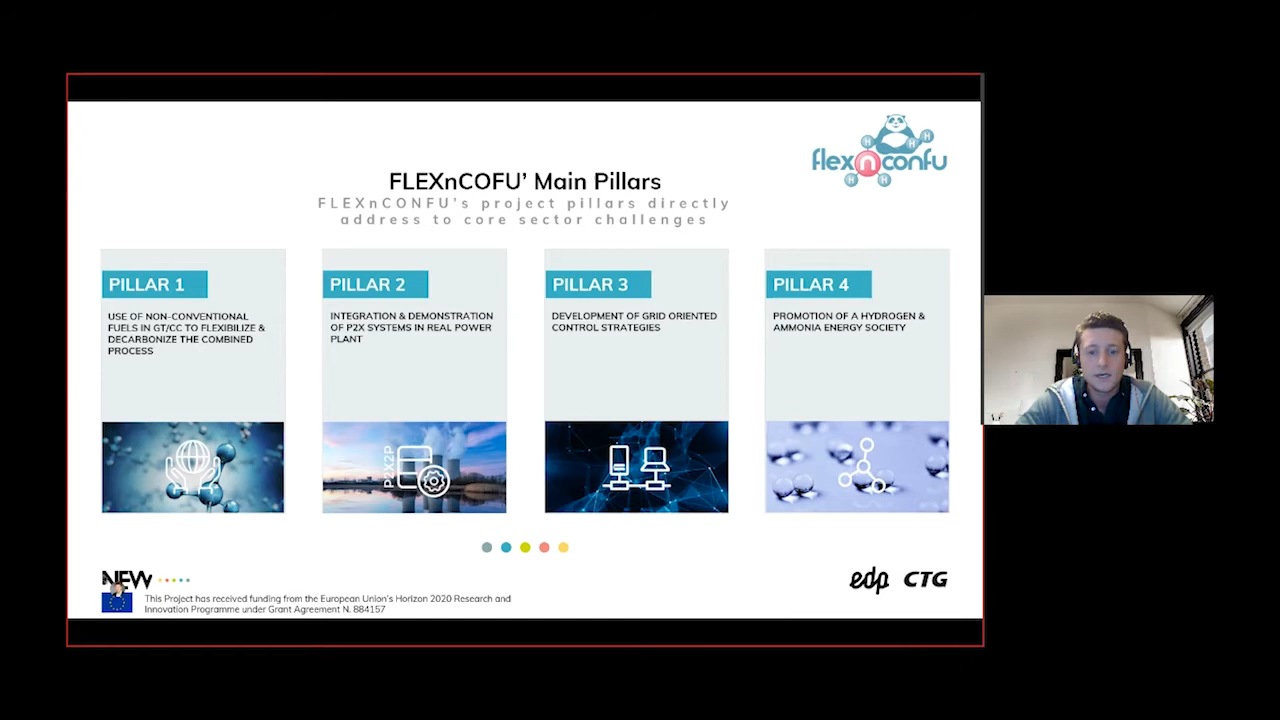 flexnconfu
H
H
H
H
H
FLEXnCOFU' Main Pillars
FLEXnCONFU's project pillars directly
address to core sector challenges
PILLAR 1
USE OF NON-CONVENTIONAL
FUELS IN GT/CC TO FLEXIBILIZE &
DECARBONIZE THE COMBINED
PROCESS
PILLAR 2
INTEGRATION & DEMONSTRATION
OF P2X SYSTEMS IN REAL POWER
PLANT
P2X2P
PILLAR 3
DEVELOPMENT OF GRID ORIENTED
CONTROL STRATEGIES
PILLAR 4
PROMOTION OF A HYDROGEN &
AMMONIA ENERGY SOCIETY
NEW
This Project has received funding from the European Union's Horizon 2020 Research and
Innovation Programme under Grant Agreement N. 884157
edp CTG